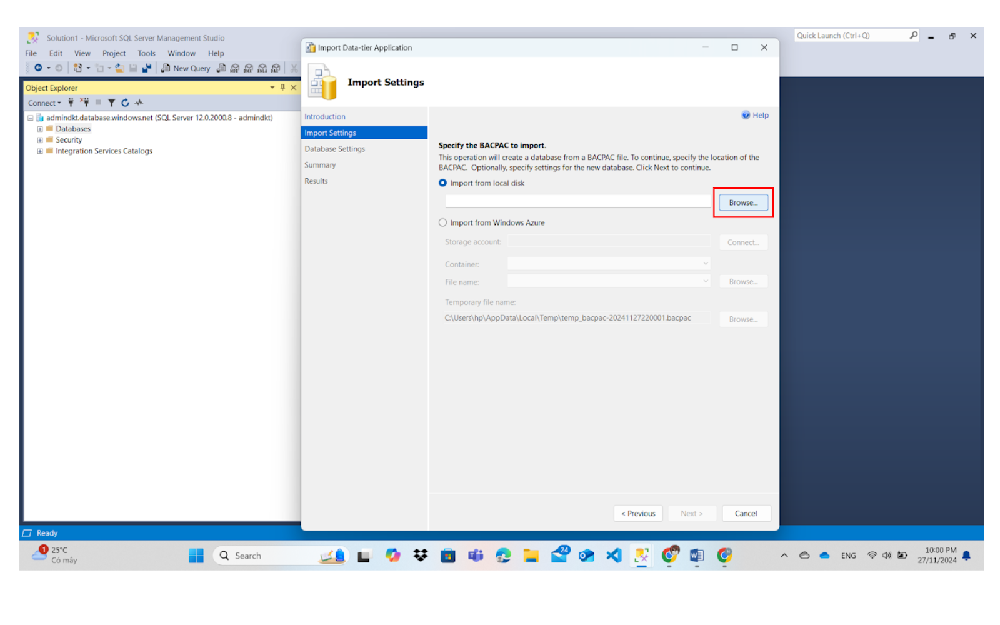 Solution1 - Microsoft SQL Server Management Studio
Quick Launch (Ctrl+Q)
File Edit View Project Tools Window Help
New Query
MDX DMX XMLA DAX
Object Explorer
Connect
admindkt.database.windows.net (SQL Server 12.0.2000.8 - admindkt)
Databases
Security
Integration Services Catalogs
Import Data-tier Application
Import Settings
Introduction
Import Settings
Database Settings
Summary
Results
Help
Specify the BACPAC to import.
This operation will create a database from a BACPAC file. To continue, specify the location of the
BACPAC. Optionally, specify settings for the new database. Click Next to continue.
Import from local disk
Browse...
Import from Windows Azure
Storage account:
Connect...
Container:
File name:
Browse...
Temporary file name:
C:\Users\hp\AppData\Local\Temp\temp_bacpac-20241127220001.bacpac
Browse...
< Previous
Next >
Cancel
Ready
1
25°C
Có mây
Search
24
ENG
10:00 PM
27/11/2024